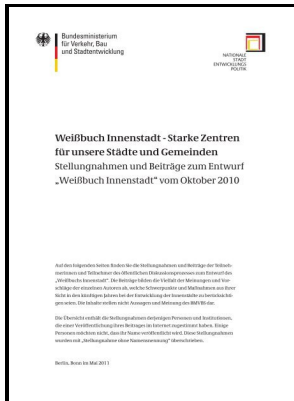 Bundesministerium
für Verkehr, Bau
und Stadtentwicklung
NATIONALE
STADT
ENTWICKLUNGS
POLITIK
Weißbuch Innenstadt - Starke Zentren
für unsere Städte und Gemeinden
Stellungnahmen und Beiträge zum Entwurf
„Weißbuch Innenstadt“ vom Oktober 2010
Auf den folgenden Seiten finden Sie die Stellungnahmen und Beiträge der Teilneh-
merinnen und Teilnehmer des öffentlichen Diskussionsprozesses zum Entwurf des
„Weißbuchs Innenstadt“. Die Beiträge bilden die Vielfalt der Meinungen und Vor-
schläge der einzelnen Autoren ab, welche Schwerpunkte und Maßnahmen aus ihrer
Sicht in den künftigen Jahren bei der Entwicklung der Innenstädte zu berücksichti-
gen seien. Die Inhalte stellen nicht Aussagen und Meinung des BMVBS dar.
Die Übersicht enthält die Stellungnahmen derjenigen Personen und Institutionen,
die einer Veröffentlichung ihres Beitrages im Internet zugestimmt haben. Einige
Personen möchten nicht, dass ihr Name veröffentlicht wird. Diese Stellungnahmen
wurden mit „Stellungnahme ohne Namensnennung“ überschrieben.
Berlin, Bonn im Mai 2011